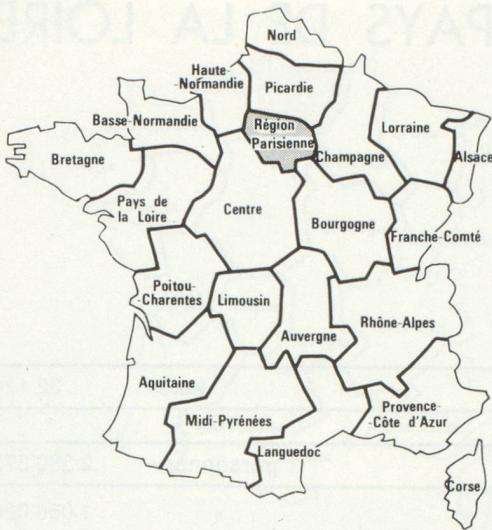 PAYS DE LA LOIRE
Nord
Haute-
Normandie
Picardie
Basse-Normandie
Région
Parisienne
Lorraine
Champagne
Alsace
Bretagne
Pays de
la Loire
Centre
Bourgogne
Franche-Comté
Poitou-
Charentes
Limousin
Auvergne
Rhône-Alpes
Aquitaine
Midi-Pyrénées
Provence-
Côte d'Azur
Languedoc
Corse